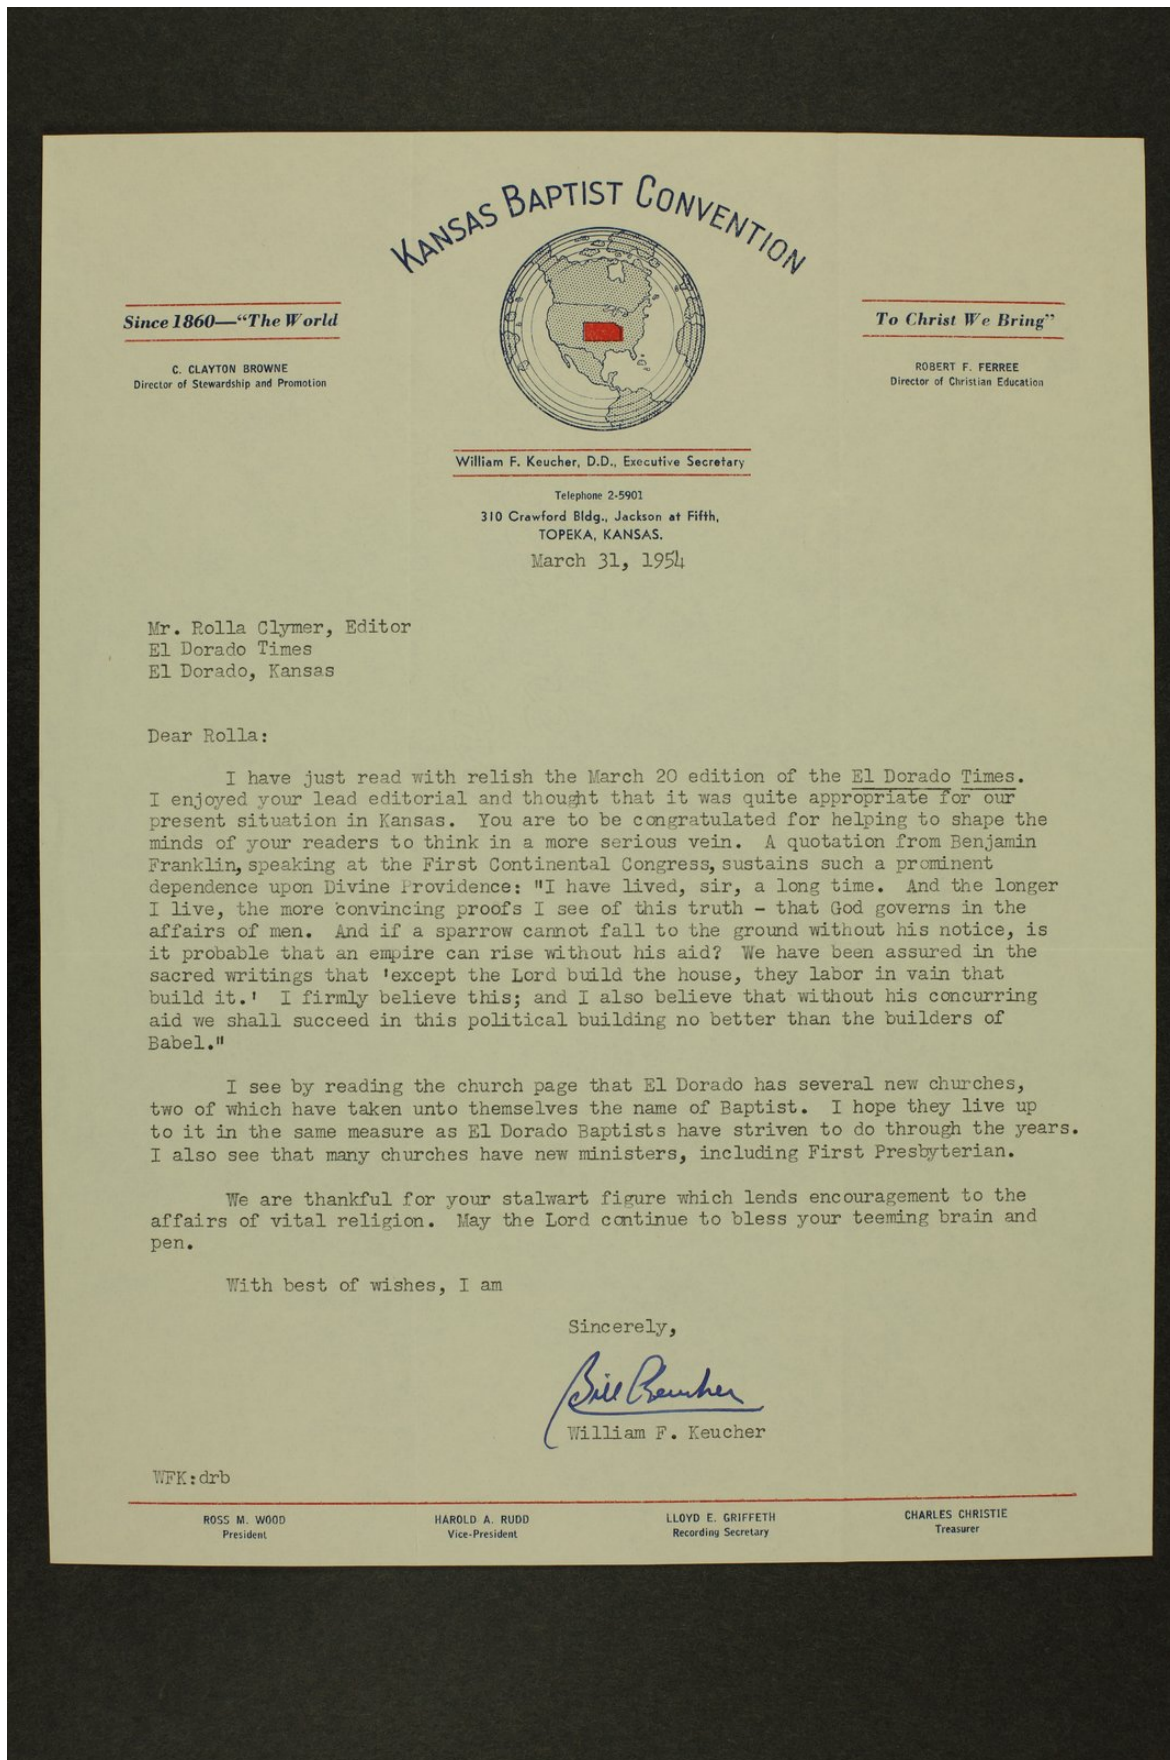 KANSAS BAPTIST CONVENTION
Since 1860—“The World
To Christ We Bring”
C. CLAYTON BROWNE
Director of Stewardship and Promotion
ROBERT F. FERREE
Director of Christian Education
William F. Keucher, D.D., Executive Secretary
Telephone 2-5901
310 Crawford Bldg., Jackson at Fifth,
TOPEKA, KANSAS.
March 31, 1954
Mr. Rolla Clymer, Editor
El Dorado Times
El Dorado, Kansas
Dear Rolla:
I have just read with relish the March 20 edition of the El Dorado Times.
I enjoyed your lead editorial and thought that it was quite appropriate for our
present situation in Kansas. You are to be congratulated for helping to shape the
minds of your readers to think in a more serious vein. A quotation from Benjamin
Franklin, speaking at the First Continental Congress, sustains such a prominent
dependence upon Divine Providence: "I have lived, sir, a long time. And the longer
I live, the more convincing proofs I see of this truth - that God governs in the
affairs of men. And if a sparrow cannot fall to the ground without his notice, is
it probable that an empire can rise without his aid? We have been assured in the
sacred writings that 'except the Lord build the house, they labor in vain that
build it.' I firmly believe this; and I also believe that without his concurring
aid we shall succeed in this political building no better than the builders of
Babel."
I see by reading the church page that El Dorado has several new churches,
two of which have taken unto themselves the name of Baptist. I hope they live up
to it in the same measure as El Dorado Baptists have striven to do through the years.
I also see that many churches have new ministers, including First Presbyterian.
We are thankful for your stalwart figure which lends encouragement to the
affairs of vital religion. May the Lord continue to bless your teeming brain and
pen.
With best of wishes, I am
Sincerely,
Bill Keucher
William F. Keucher
WFK:drb
ROSS M. WOOD
President
HAROLD A. RUDD
Vice-President
LLOYD E. GRIFFETH
Recording Secretary
CHARLES CHRISTIE
Treasurer